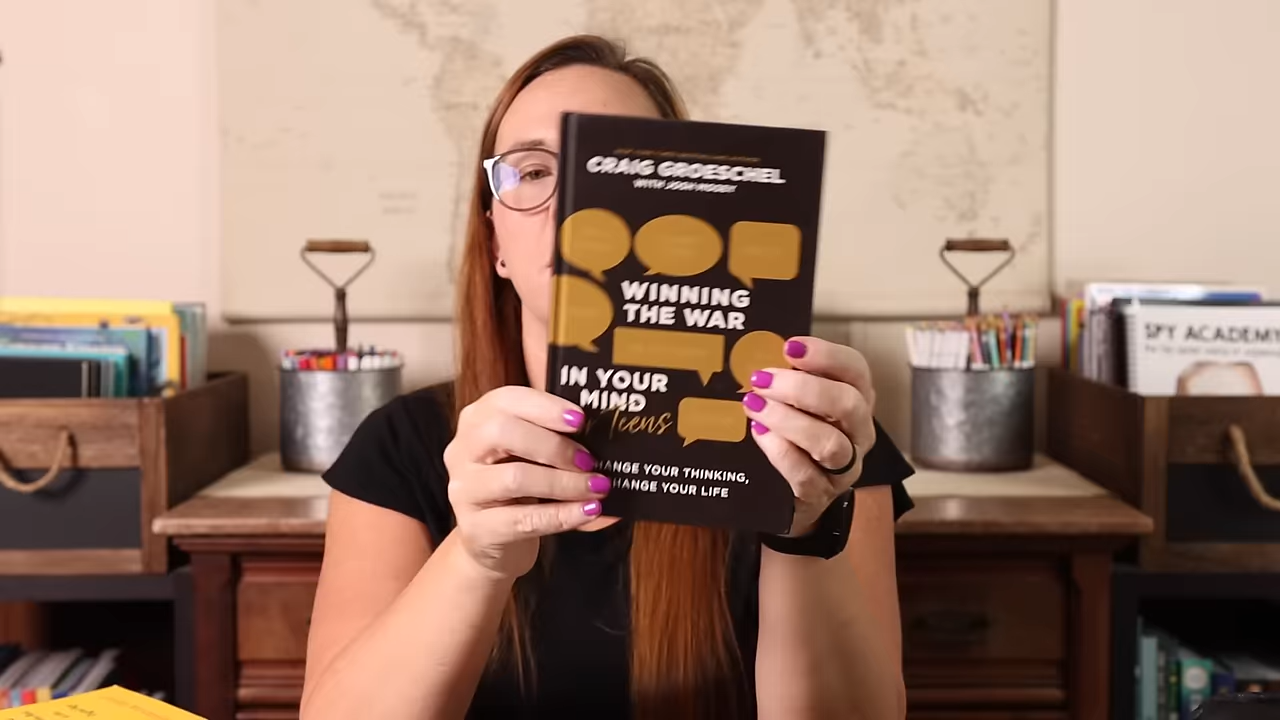 CRAIG GROESCHEL
WITH JOSH MOSEY
WINNING
THE WAR
IN YOUR
MIND
Teens
HANGE YOUR THINKING,
HANGE YOUR LIFE
SPY ACADEMY